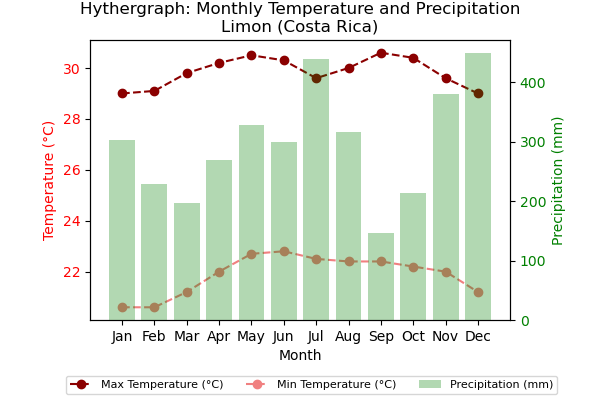 Hythergraph: Monthly Temperature and Precipitation
Limon (Costa Rica)
30
28
26
24
22
Temperature (°C)
400
300
200
100
0
Precipitation (mm)
Jan Feb Mar Apr May Jun Jul Aug Sep Oct Nov Dec
Month
Max Temperature (°C) Min Temperature (°C) Precipitation (mm)